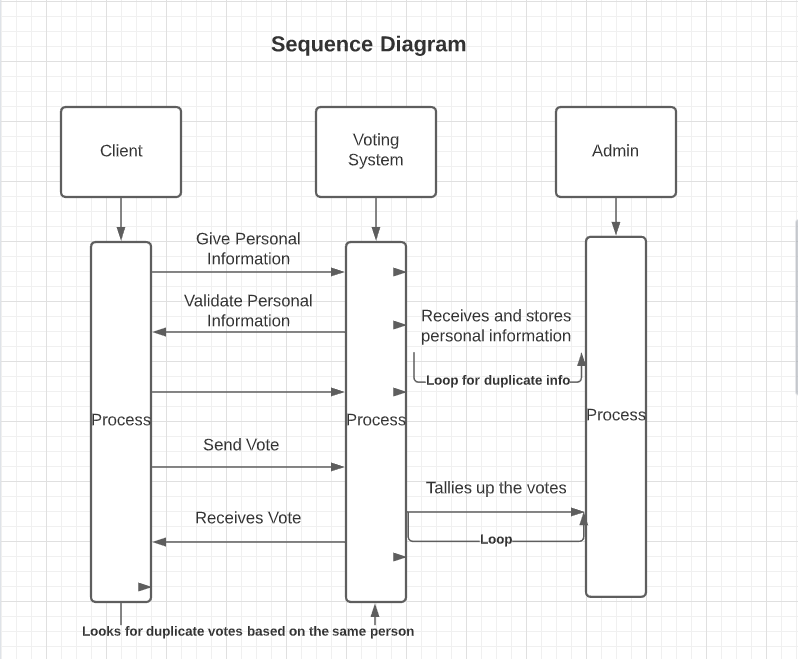 Sequence Diagram
Client
Voting
System
Admin
Give Personal
Information
Validate Personal
Information
Receives and stores
personal information
Loop for duplicate info
Process
Process
Process
Send Vote
Tallies up the votes
Receives Vote
Loop
Looks for duplicate votes based on the same person